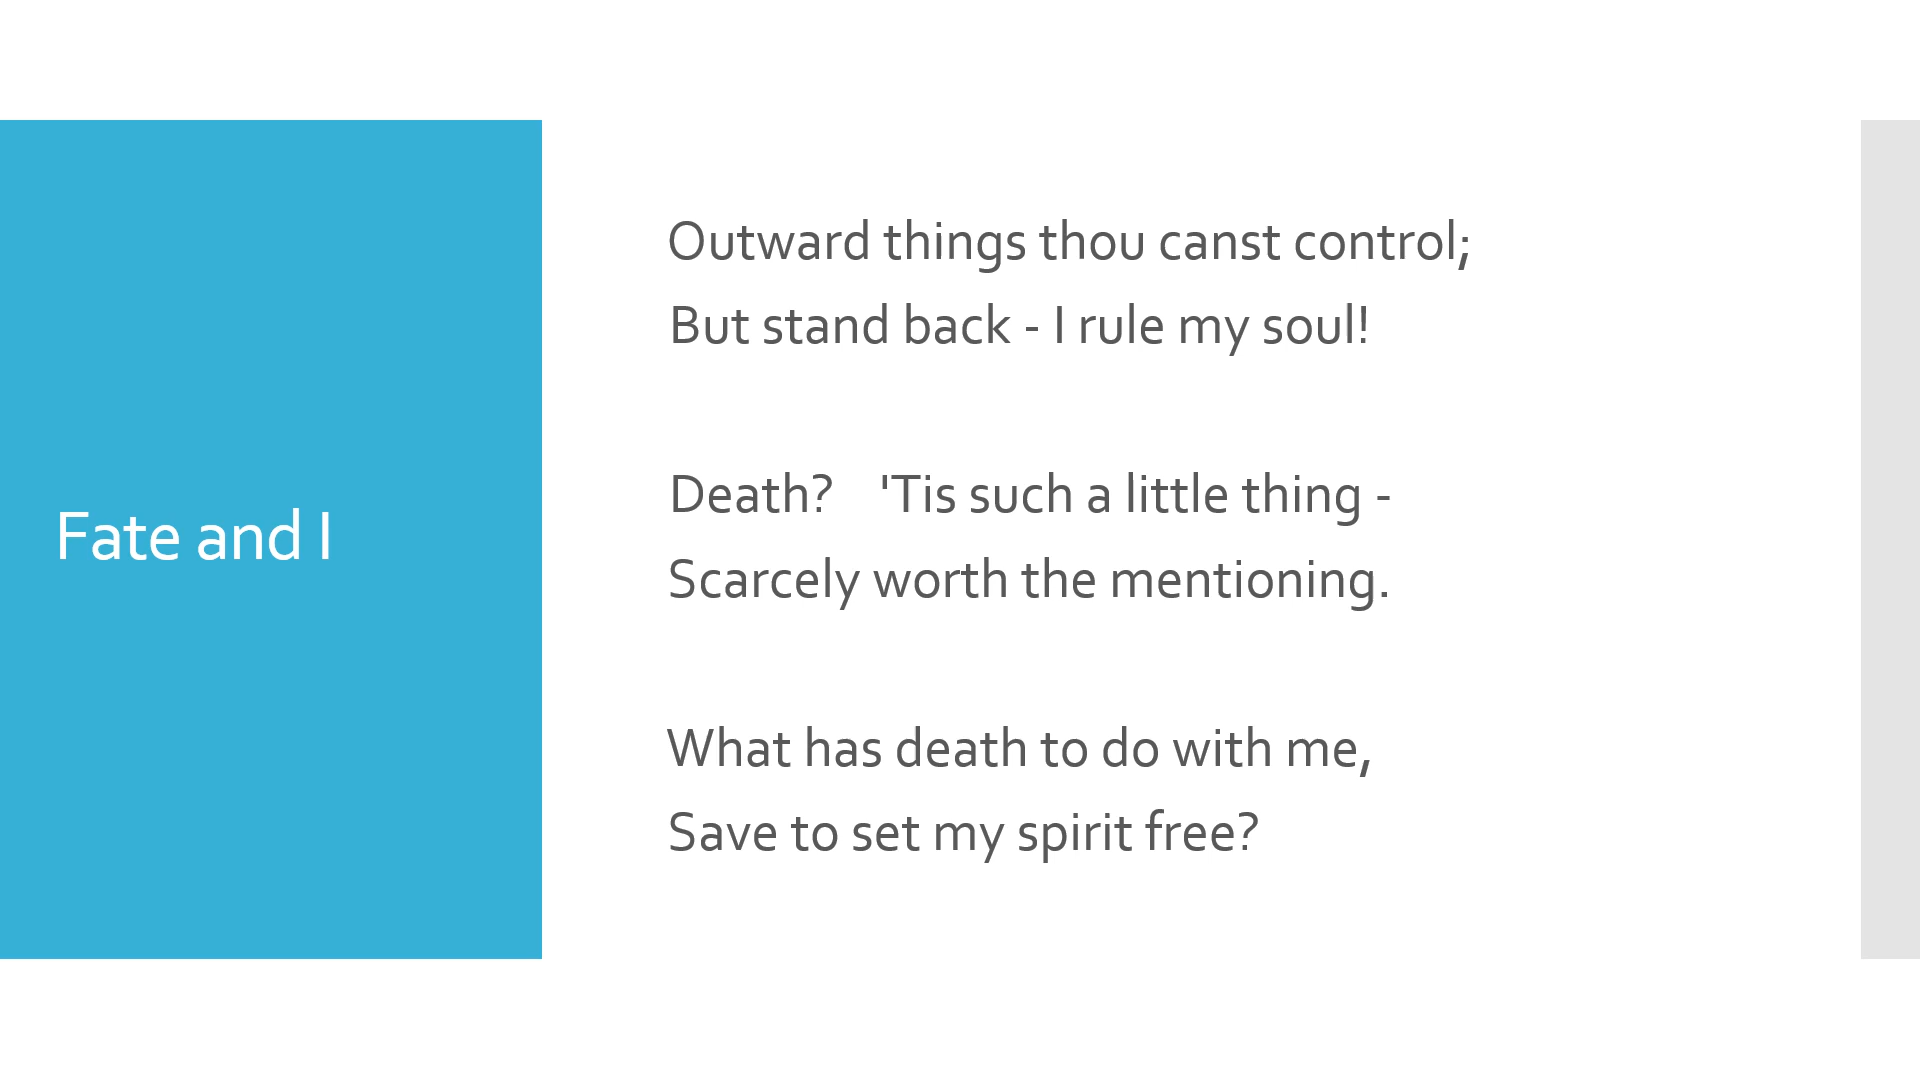 Fate and I
Outward things thou canst control;
But stand back - I rule my soul!
Death?    'Tis such a little thing -
Scarcely worth the mentioning.
What has death to do with me,
Save to set my spirit free?